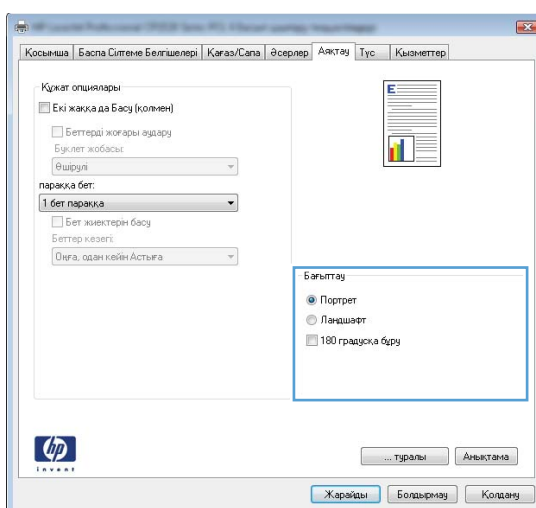 Қосымша Баспа Сілтеме Белгішелері Қағаз/Сапа Әсерлер Аяқтау Түс Қызметтер
Құжат опциялары
Екі жаққа да Басу (қолмен)
Беттерді жоғары аудару
Буклет жобасы:
Өшірулі
параққа бет:
1 бет параққа
Бет жиектерін басу
Беттер кезегі:
Оңға, одан кейін Астыға
E
Бағыттау
Портрет
Ландшафт
180 градусқа бұру
hp
invent
... туралы Анықтама
Жарайды Болдырмау Қолдану